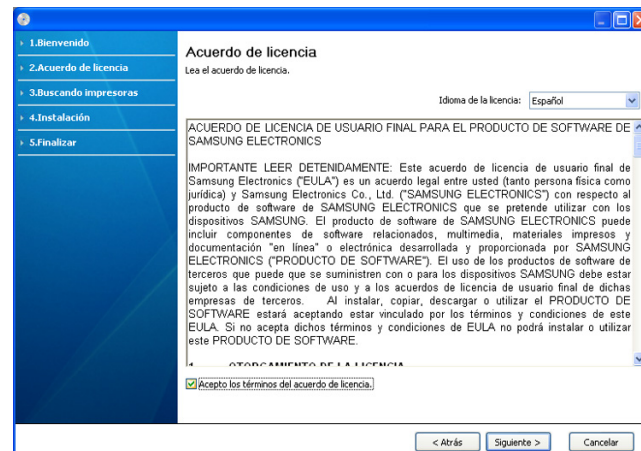 1.Bienvenido
2.Acuerdo de licencia
3.Buscando impresoras
4.Instalación
5.Finalizar
Acuerdo de licencia
Lea el acuerdo de licencia.
Idioma de la licencia: Español
ACUERDO DE LICENCIA DE USUARIO FINAL PARA EL PRODUCTO DE SOFTWARE DE
SAMSUNG ELECTRONICS
IMPORTANTE LEER DETENIDAMENTE: Este acuerdo de licencia de usuario final de
Samsung Electronics ("EULA") es un acuerdo legal entre usted (tanto persona física como
jurídica) y Samsung Electronics Co., Ltd. ("SAMSUNG ELECTRONICS") con respecto al
producto de software de SAMSUNG ELECTRONICS que se pretende utilizar con los
dispositivos SAMSUNG. El producto de software de SAMSUNG ELECTRONICS puede
incluir componentes de software relacionados, multimedia, materiales impresos y
documentación "en línea" o electrónica desarrollada y proporcionada por SAMSUNG
ELECTRONICS ("PRODUCTO DE SOFTWARE"). El uso de los productos de software de
terceros que puede que se suministren con o para los dispositivos SAMSUNG debe estar
sujeto a las condiciones de uso y a los acuerdos de licencia de usuario final de dichas
empresas de terceros. Al instalar, copiar, descargar o utilizar el PRODUCTO DE
SOFTWARE estará aceptando estar vinculado por los términos y condiciones de este
EULA. Si no acepta dichos términos y condiciones de EULA no podrá instalar o utilizar
este PRODUCTO DE SOFTWARE.
1. OTORGAMIENTO DE LA LICENCIA
Acepto los términos del acuerdo de licencia.
< Atrás Siguiente > Cancelar